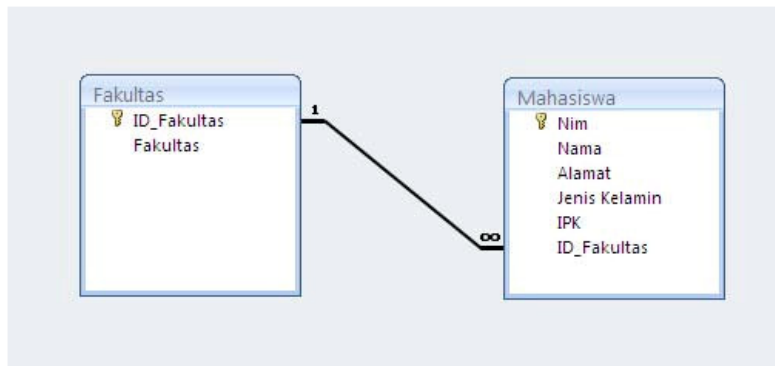 Fakultas
ID_Fakultas
Fakultas
1
∞
Mahasiswa
Nim
Nama
Alamat
Jenis Kelamin
IPK
ID_Fakultas